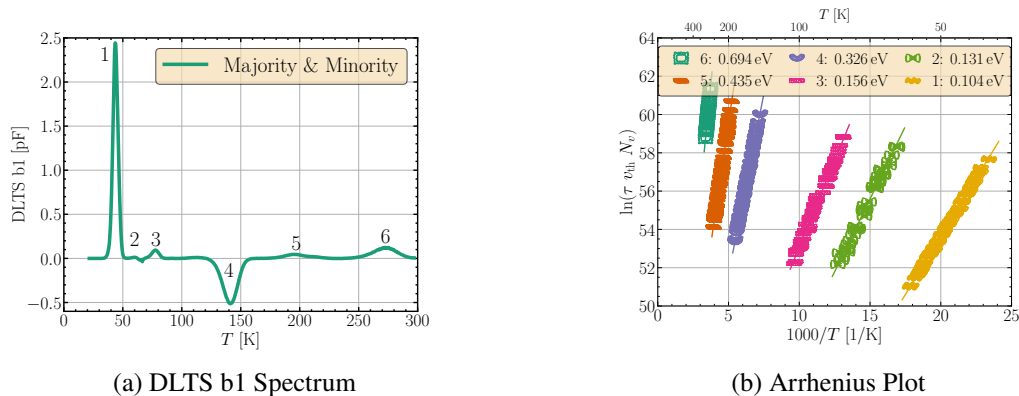 1
2
3
4
5
6
Majority & Minority
2.5
2.0
1.5
1.0
0.5
0.0
−0.5
DLTS b1 [pF]
0 50 100 150 200 250 300
T [K]
(a) DLTS b1 Spectrum
T [K]
400 200 100 50
6: 0.694 eV 4: 0.326 eV 2: 0.131 eV
5: 0.435 eV 3: 0.156 eV 1: 0.104 eV
64
62
60
58
56
54
52
50
ln(τ v_th N_v)
0 5 10 15 20 25
1000/T [1/K]
(b) Arrhenius Plot